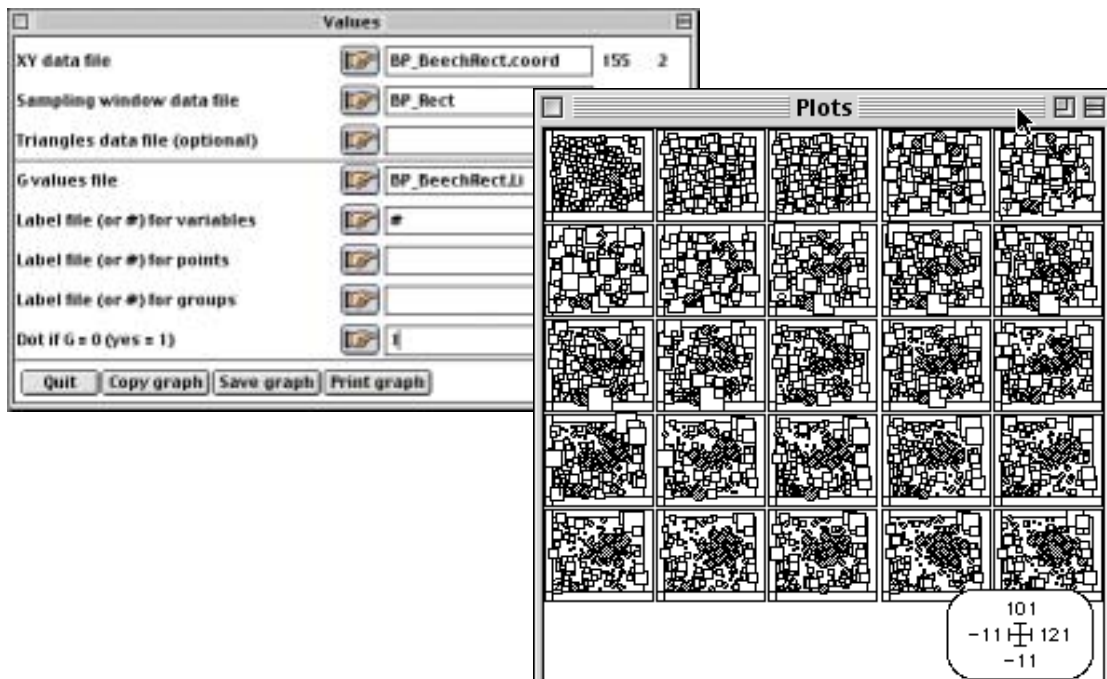 Values
XY data file BP_BeechRect.coord 155 2
Sampling window data file BP_Rect
Triangles data file (optional)
G values file BP_BeechRect.Li
Label file (or #) for variables #
Label file (or #) for points
Label file (or #) for groups
Dot if G = 0 (yes = 1) 1
Quit Copy graph Save graph Print graph
Plots
101
-11 121
-11